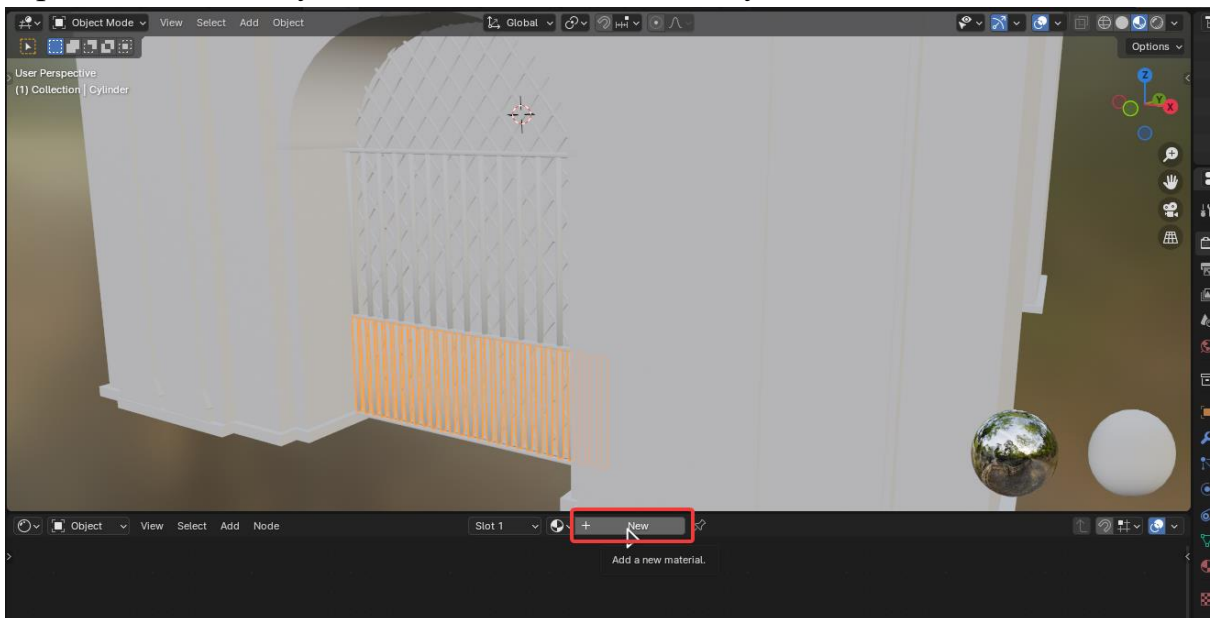 Object Mode View Select Add Object Global
Options
User Perspective
(1) Collection | Cylinder
Z
Y
X
Object View Select Add Node Slot 1 New
Add a new material.